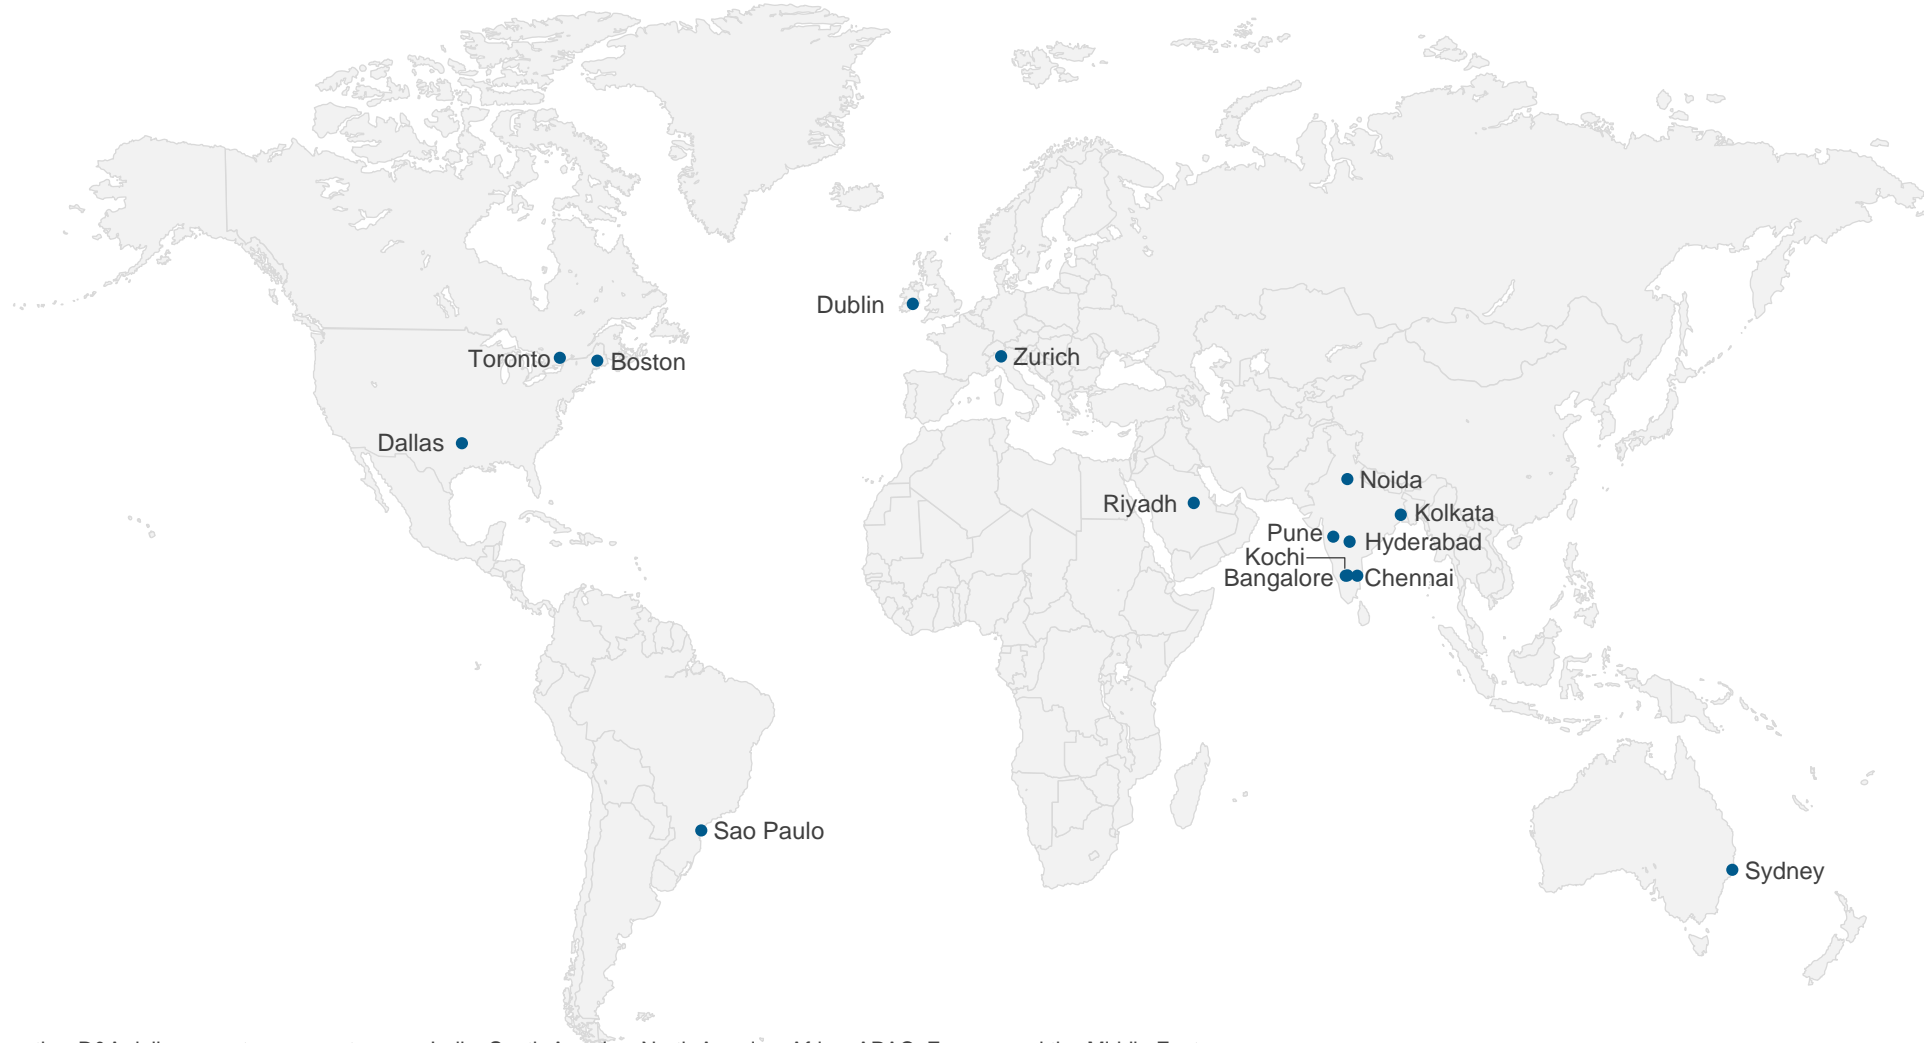 Dublin
Toronto
Boston
Zurich
Dallas
Noida
Riyadh
Kolkata
Pune
Hyderabad
Kochi
Bangalore
Chennai
Sao Paulo
Sydney